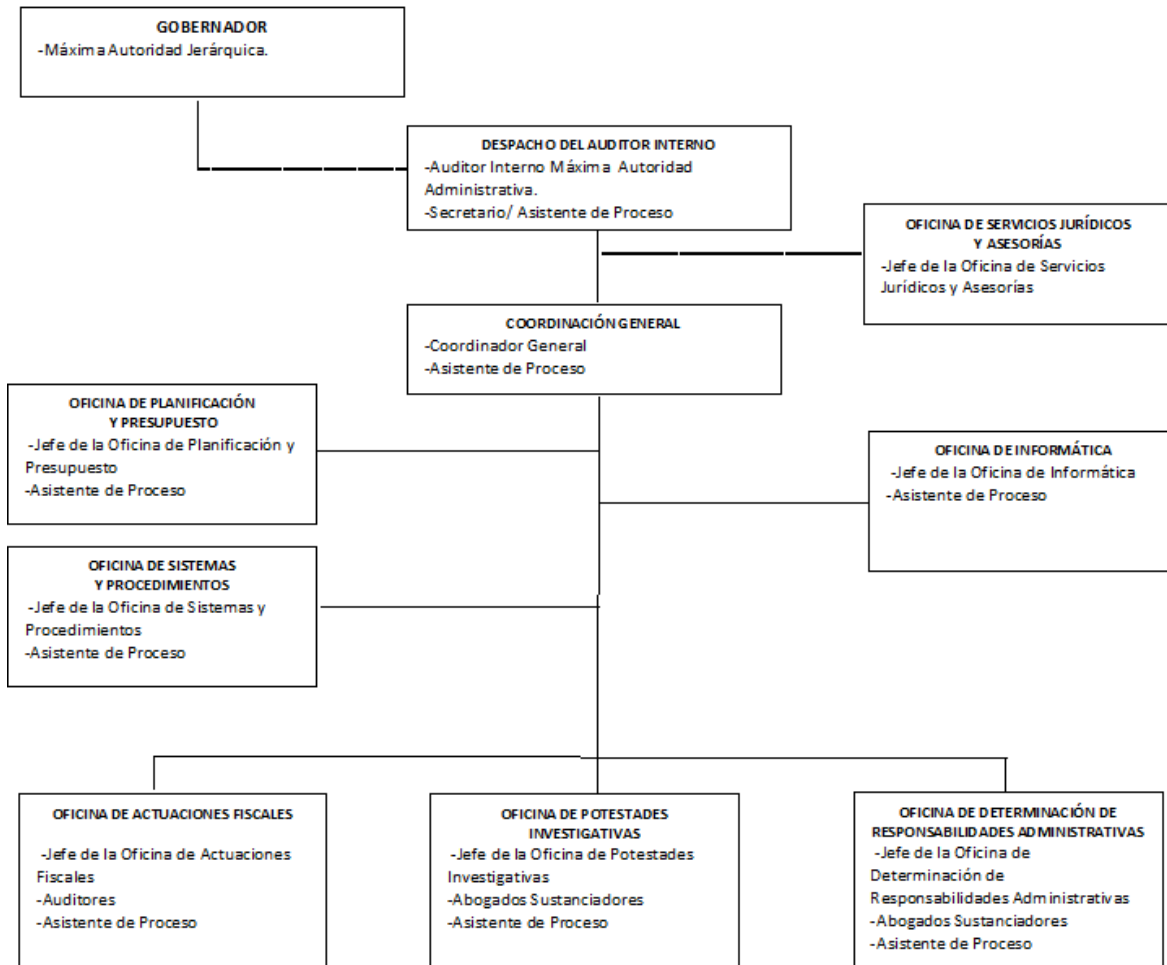 GOBERNADOR
-Máxima Autoridad Jerárquica.
DESPACHO DEL AUDITOR INTERNO
-Auditor Interno Máxima Autoridad
Administrativa.
-Secretario/ Asistente de Proceso
OFICINA DE SERVICIOS JURÍDICOS
Y ASESORÍAS
-Jefe de la Oficina de Servicios
Jurídicos y Asesorías
COORDINACIÓN GENERAL
-Coordinador General
-Asistente de Proceso
OFICINA DE PLANIFICACIÓN
Y PRESUPUESTO
-Jefe de la Oficina de Planificación y
Presupuesto
-Asistente de Proceso
OFICINA DE INFORMÁTICA
-Jefe de la Oficina de Informática
-Asistente de Proceso
OFICINA DE SISTEMAS
Y PROCEDIMIENTOS
-Jefe de la Oficina de Sistemas y
Procedimientos
-Asistente de Proceso
OFICINA DE ACTUACIONES FISCALES
-Jefe de la Oficina de Actuaciones
Fiscales
-Auditores
-Asistente de Proceso
OFICINA DE POTESTADES
INVESTIGATIVAS
-Jefe de la Oficina de Potestades
Investigativas
-Abogados Sustanciadores
-Asistente de Proceso
OFICINA DE DETERMINACIÓN DE
RESPONSABILIDADES ADMINISTRATIVAS
-Jefe de la Oficina de
Determinación de
Responsabilidades Administrativas
-Abogados Sustanciadores
-Asistente de Proceso